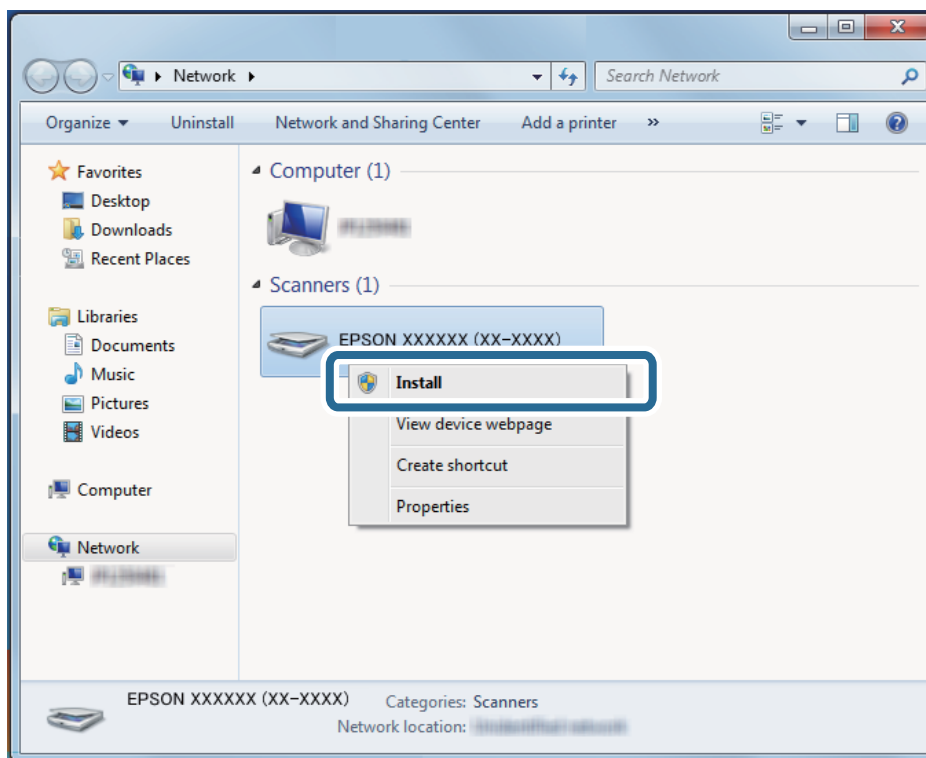 Network
Search Network
Organize Uninstall Network and Sharing Center Add a printer »
Favorites
Desktop
Downloads
Recent Places
Libraries
Documents
Music
Pictures
Videos
Computer
Network
Computer (1)
Scanners (1)
EPSON XXXXXX (XX-XXXX)
Install
View device webpage
Create shortcut
Properties
EPSON XXXXXX (XX-XXXX) Categories: Scanners
Network location: